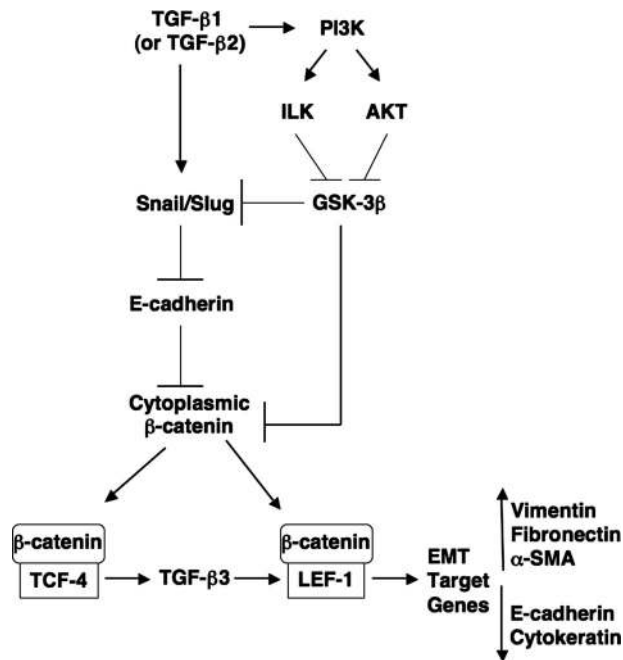 TGF-β1
(or TGF-β2)
PI3K
ILK
AKT
Snail/Slug
GSK-3β
E-cadherin
Cytoplasmic
β-catenin
β-catenin
TCF-4
TGF-β3
β-catenin
LEF-1
EMT
Target
Genes
Vimentin
Fibronectin
α-SMA
E-cadherin
Cytokeratin